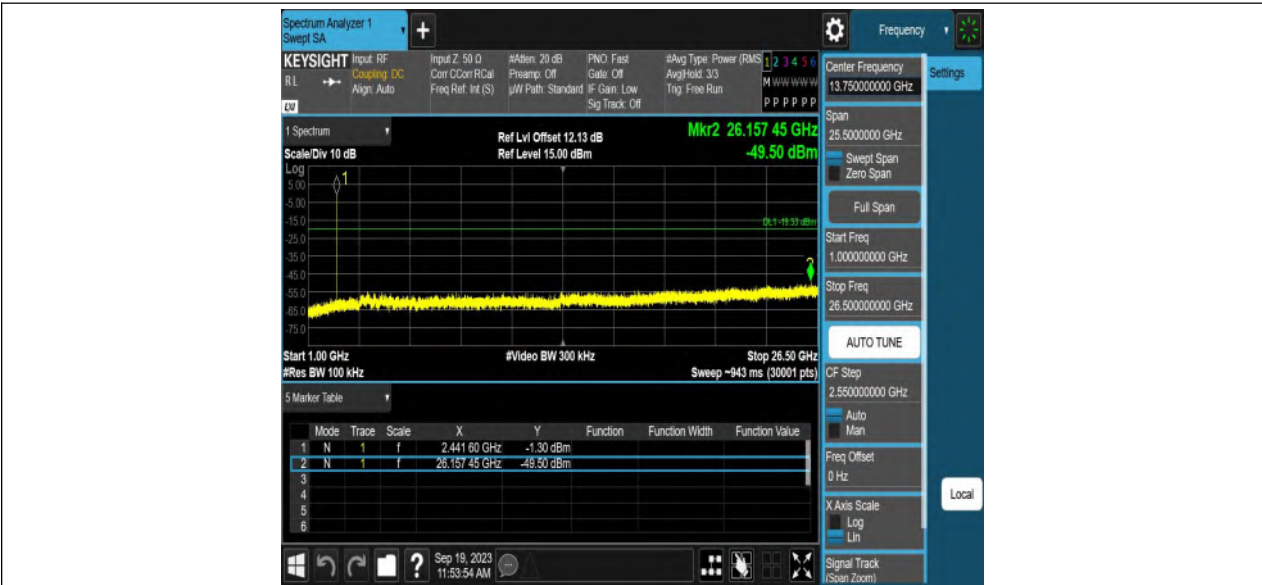 Spectrum Analyzer 1
Swept SA
+
Frequency
KEYSIGHT
RL
LXI
Input: RF
Coupling: DC
Align: Auto
Input Z: 50 Ω
Corr CCorr RCal
Freq Ref: Int (S)
#Atten: 20 dB
Preamp: Off
µW Path: Standard
PNO: Fast
Gate: Off
IF Gain: Low
Sig Track: Off
#Avg Type: Power (RMS
Avg|Hold: 3/3
Trig: Free Run
1 2 3 4 5 6
M W W W W W
P P P P P P
1 Spectrum
Scale/Div 10 dB
Ref Lvl Offset 12.13 dB
Ref Level 15.00 dBm
Mkr2 26.157 45 GHz
-49.50 dBm
Log
5.00
-5.00
-15.0
-25.0
-35.0
-45.0
-55.0
-65.0
-75.0
1
DL1 -19.33 dBm
2
Start 1.00 GHz
#Video BW 300 kHz
Stop 26.50 GHz
#Res BW 100 kHz
Sweep ~943 ms (30001 pts)
5 Marker Table
Mode Trace Scale X Y Function Function Width Function Value
1 N 1 f 2.441 60 GHz -1.30 dBm
2 N 1 f 26.157 45 GHz -49.50 dBm
3
4
5
6
?
Sep 19, 2023
11:53:54 AM
Center Frequency
13.750000000 GHz
Settings
Span
25.5000000 GHz
Swept Span
Zero Span
Full Span
Start Freq
1.000000000 GHz
Stop Freq
26.500000000 GHz
AUTO TUNE
CF Step
2.550000000 GHz
Auto
Man
Freq Offset
0 Hz
X Axis Scale
Log
Lin
Local
Signal Track
(Span Zoom)